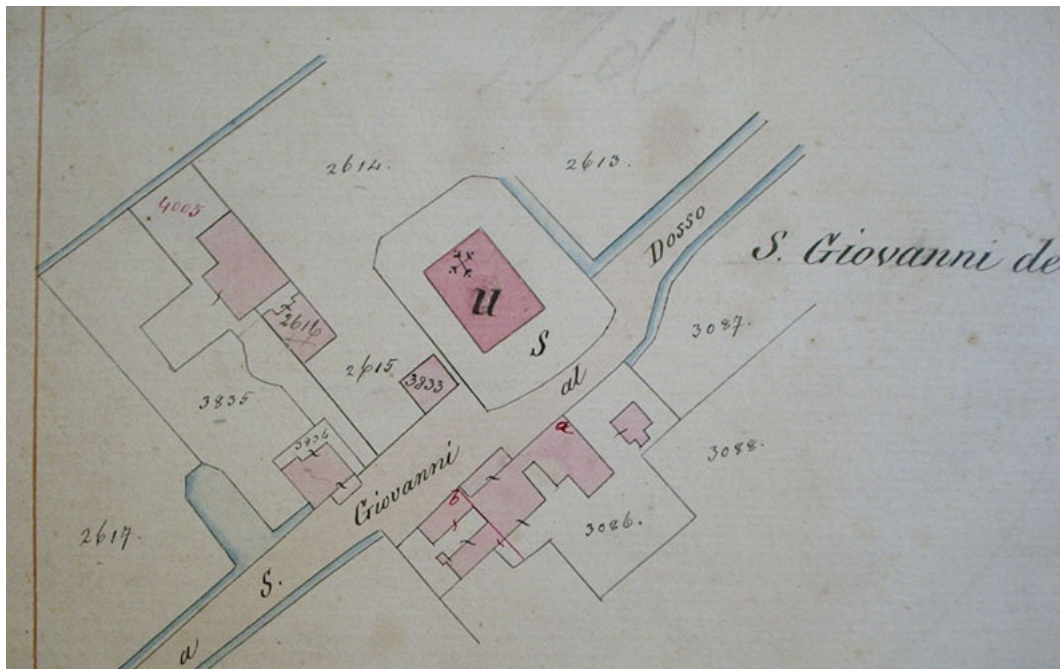 2614.
2613.
4005
Dosso
S. Giovanni de
U
2616
S
3087.
2615
3833
al
3835
a
3834
3088.
Giovanni
b
3086.
2617.
S.
a